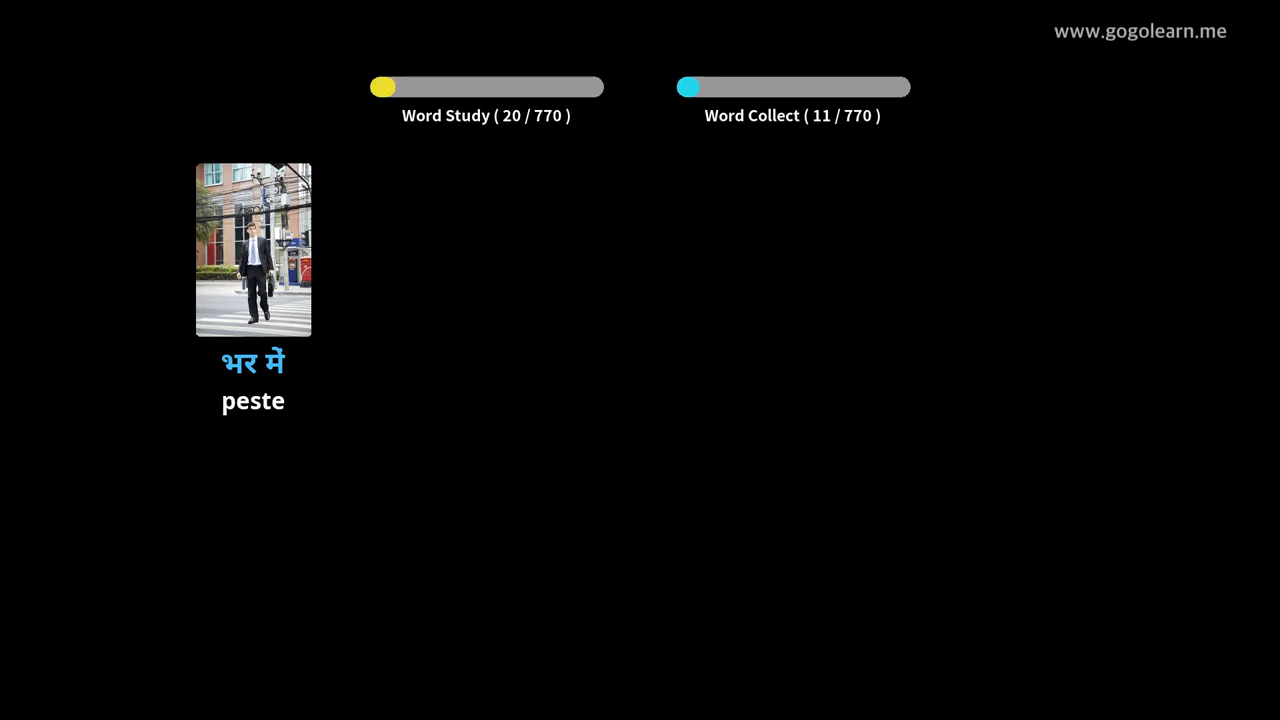 www.gogolearn.me
Word Study ( 20 / 770 )
Word Collect ( 11 / 770 )
भर में
peste